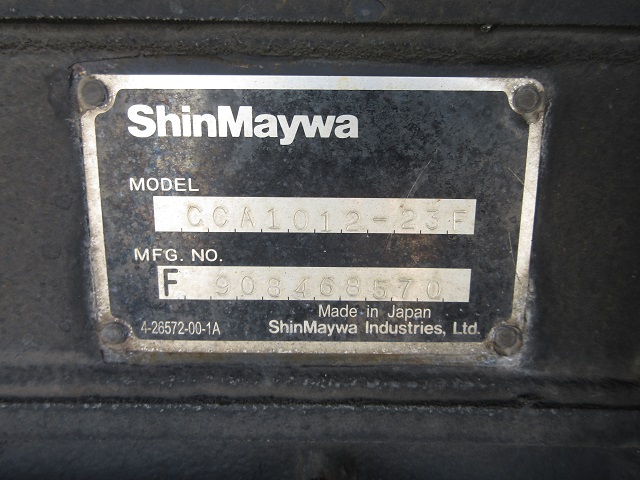 ShinMaywa
MODEL
CCA1012-23F
MFG. NO.
F 908468570
Made in Japan
4-26572-00-1A ShinMaywa Industries, Ltd.